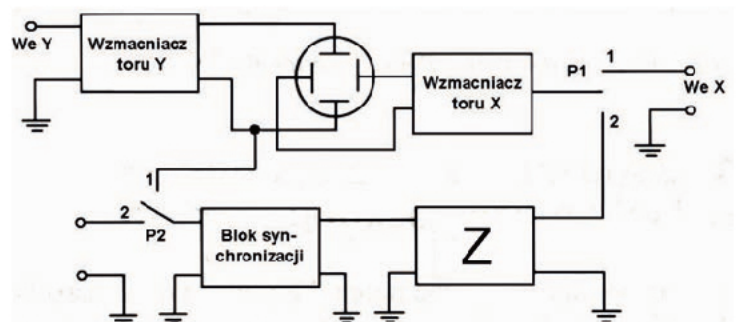 We Y
Wzmacniacz
toru Y
Wzmacniacz
toru X
P1
1
We X
2
1
2
P2
Blok syn-
chronizacji
Z